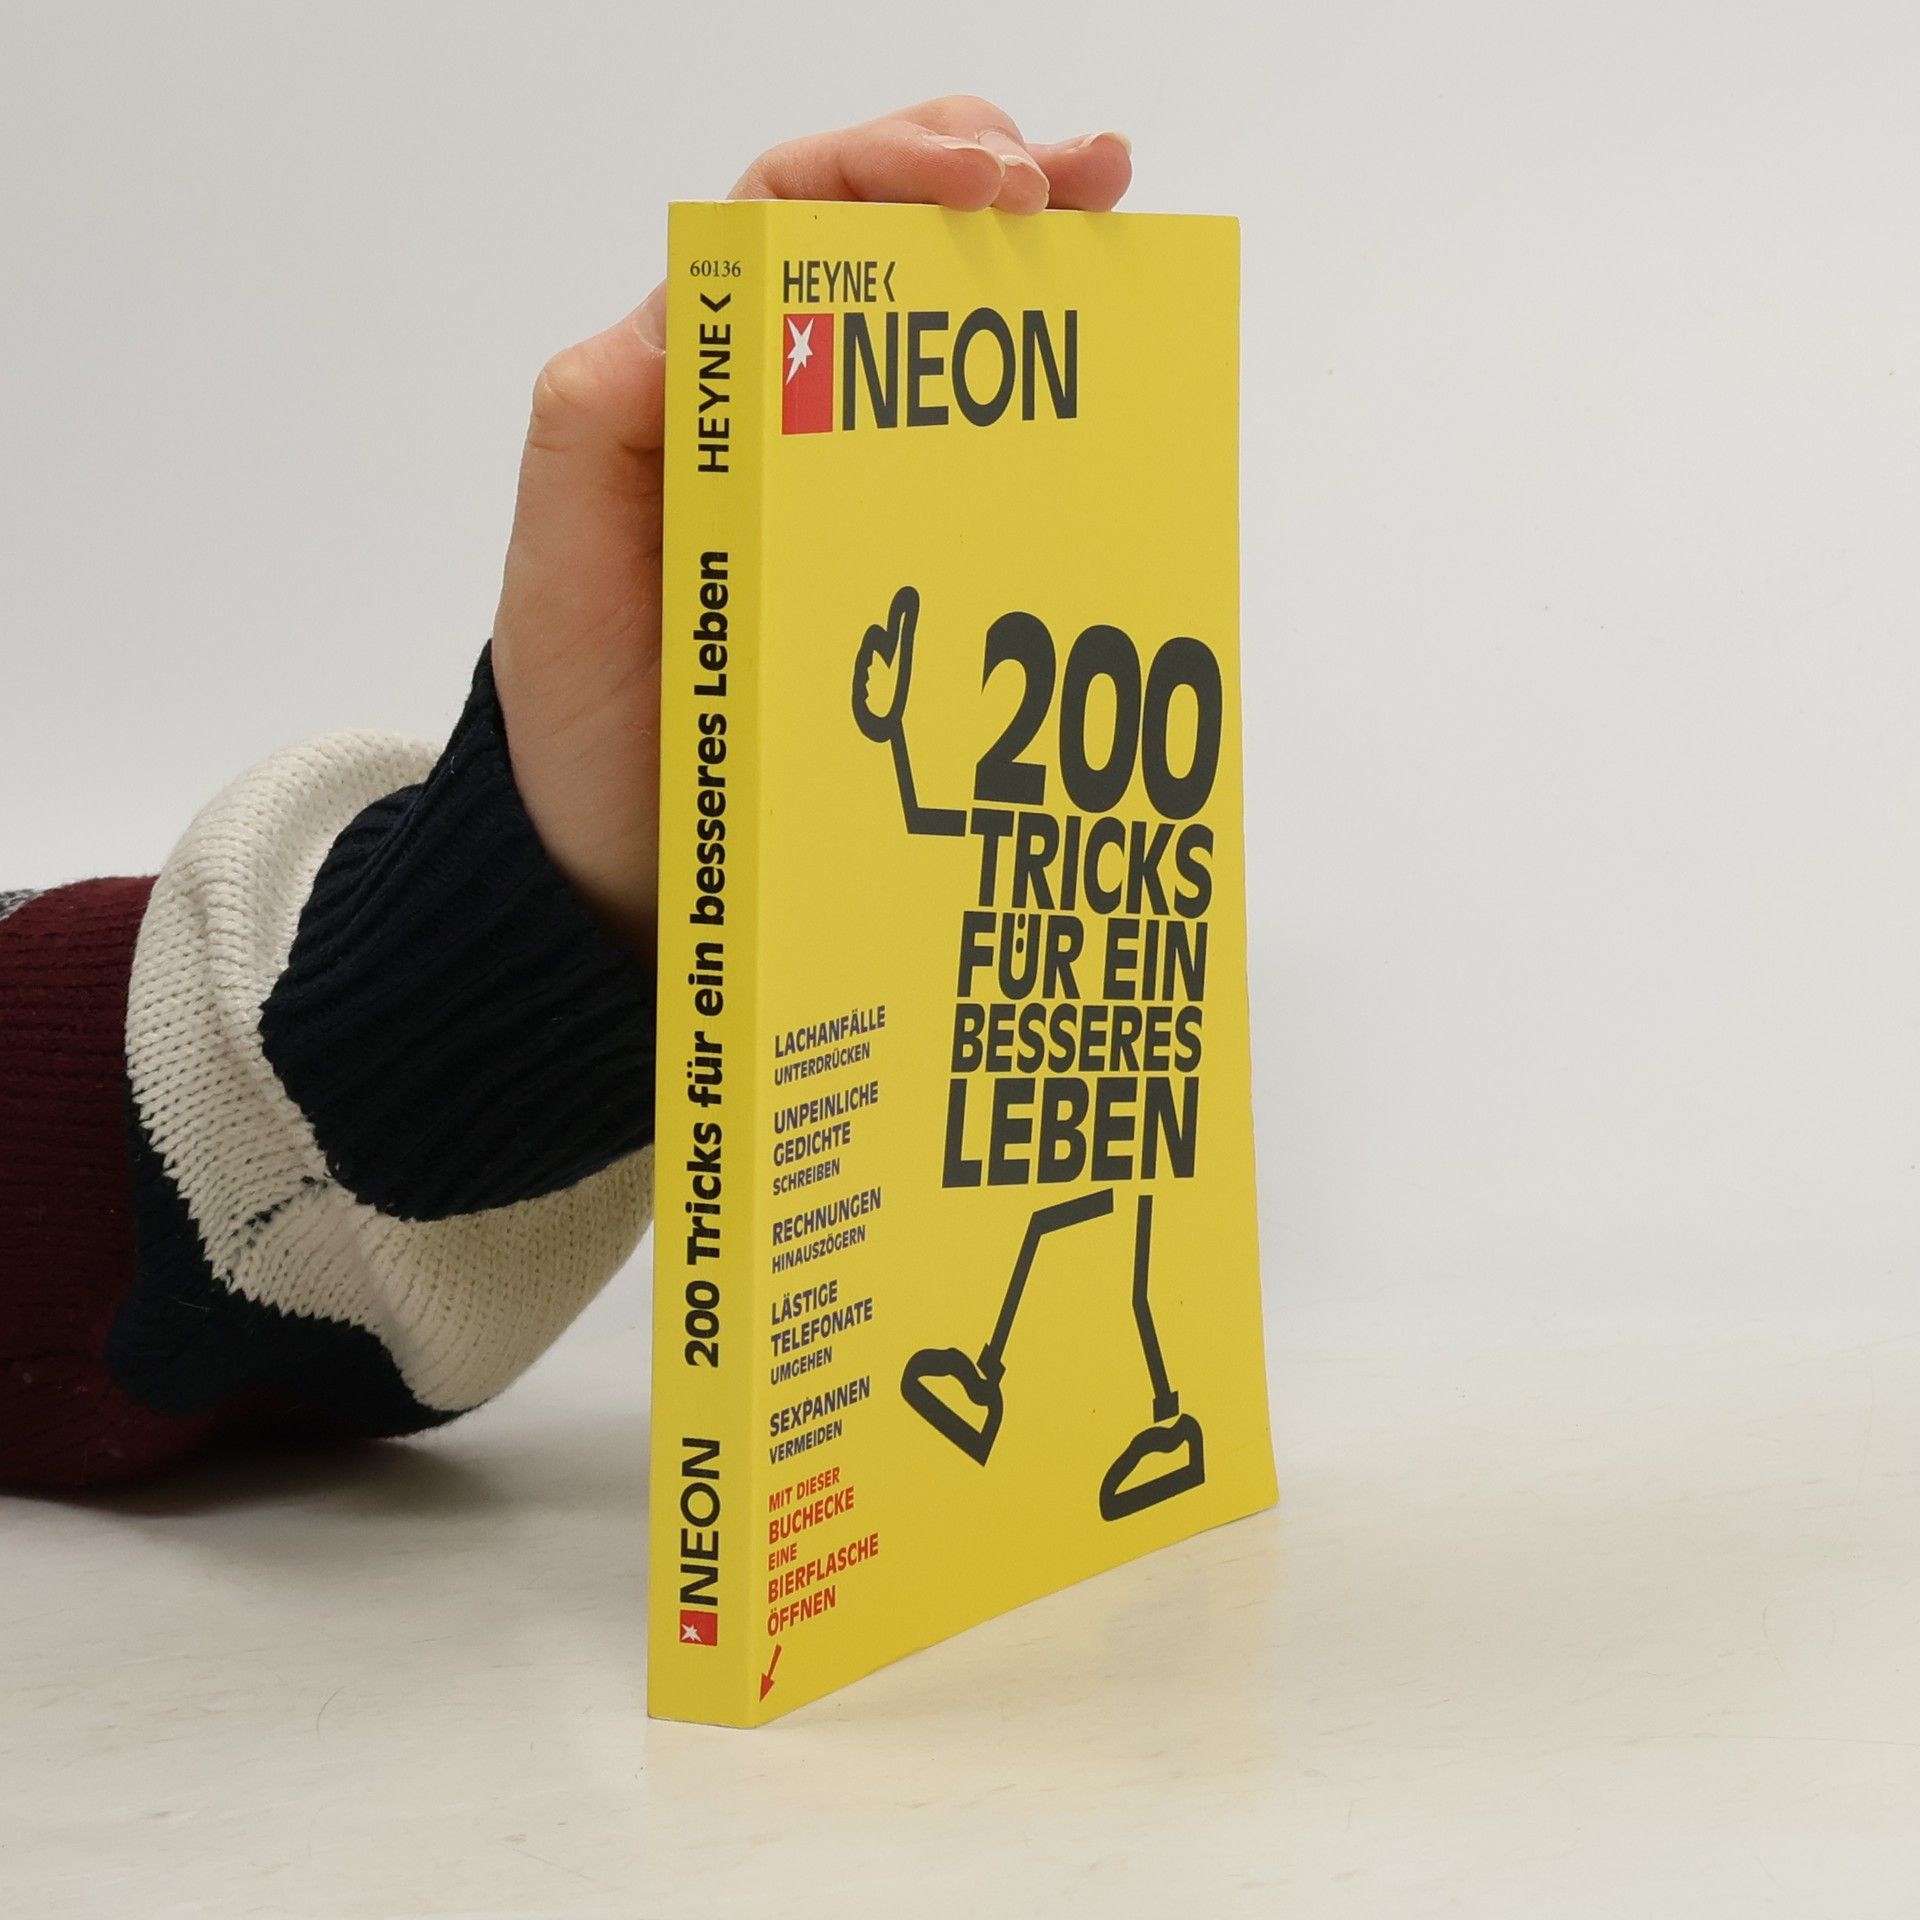 60136
HEYNE <
200 Tricks für ein besseres Leben
NEON
HEYNE <
NEON
200
TRICKS
FÜR EIN
BESSERES
LEBEN
LACHANFÄLLE
UNTERDRÜCKEN
UNPEINLICHE
GEDICHTE
SCHREIBEN
RECHNUNGEN
HINAUSZÖGERN
LÄSTIGE
TELEFONATE
UMGEHEN
SEXPANNEN
VERMEIDEN
MIT DIESER
BUCHECKE
EINE
BIERFLASCHE
ÖFFNEN